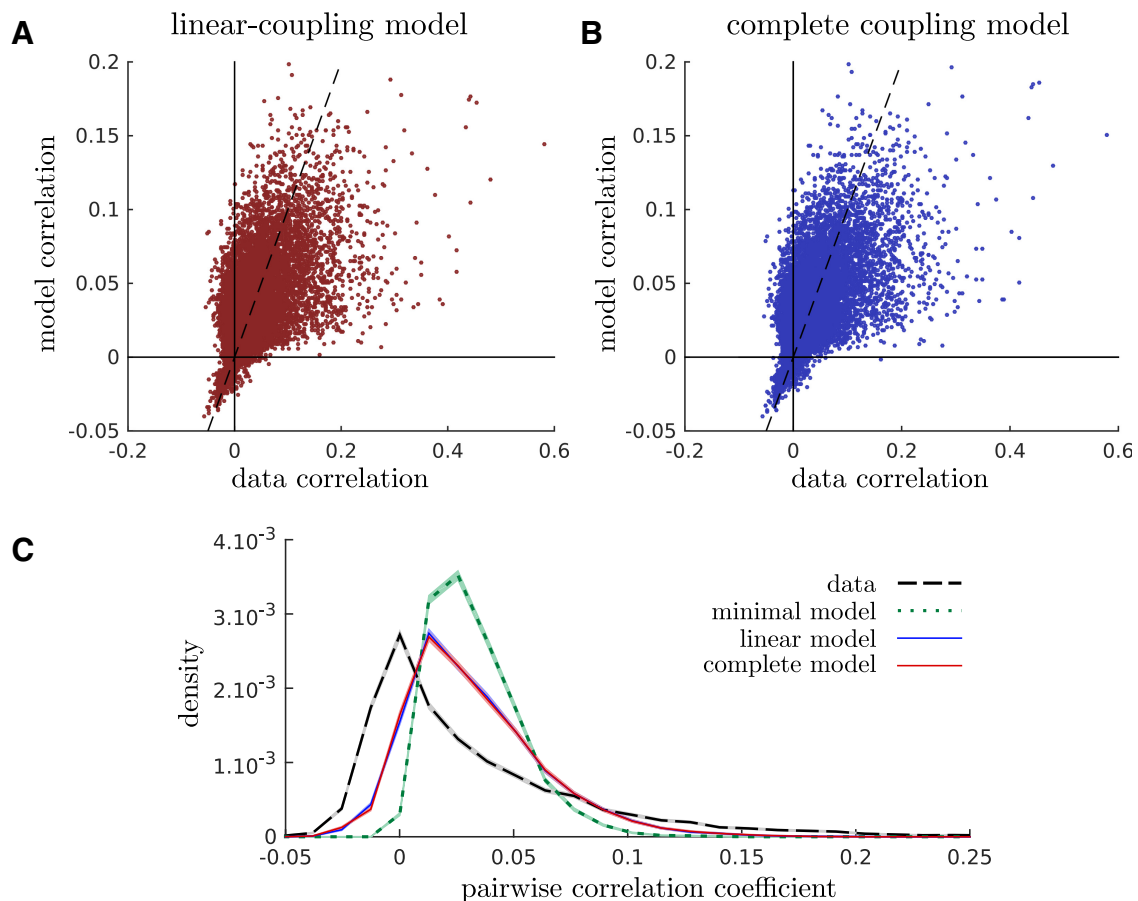 A
linear-coupling model
0.2
0.15
0.1
0.05
0
-0.05
model correlation
-0.2
0
0.2
0.4
0.6
data correlation
B
complete coupling model
0.2
0.15
0.1
0.05
0
-0.05
model correlation
-0.2
0
0.2
0.4
0.6
data correlation
C
4.10-3
3.10-3
2.10-3
1.10-3
0
density
data
minimal model
linear model
complete model
-0.05
0
0.05
0.1
0.15
0.2
0.25
pairwise correlation coefficient